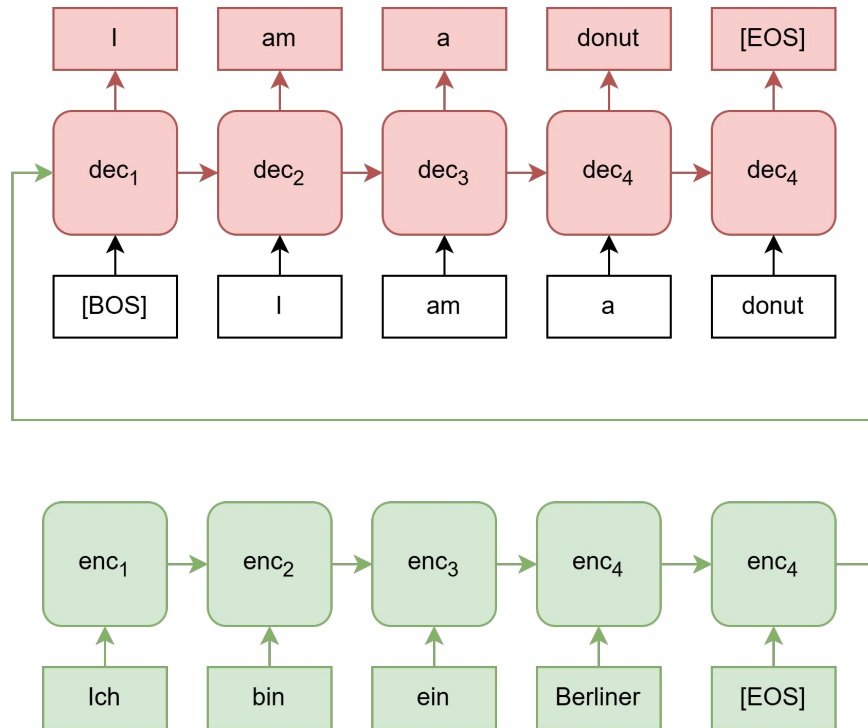 I am a donut [EOS]
dec₁ dec₂ dec₃ dec₄ dec₄
[BOS] I am a donut
enc₁ enc₂ enc₃ enc₄ enc₄
Ich bin ein Berliner [EOS]